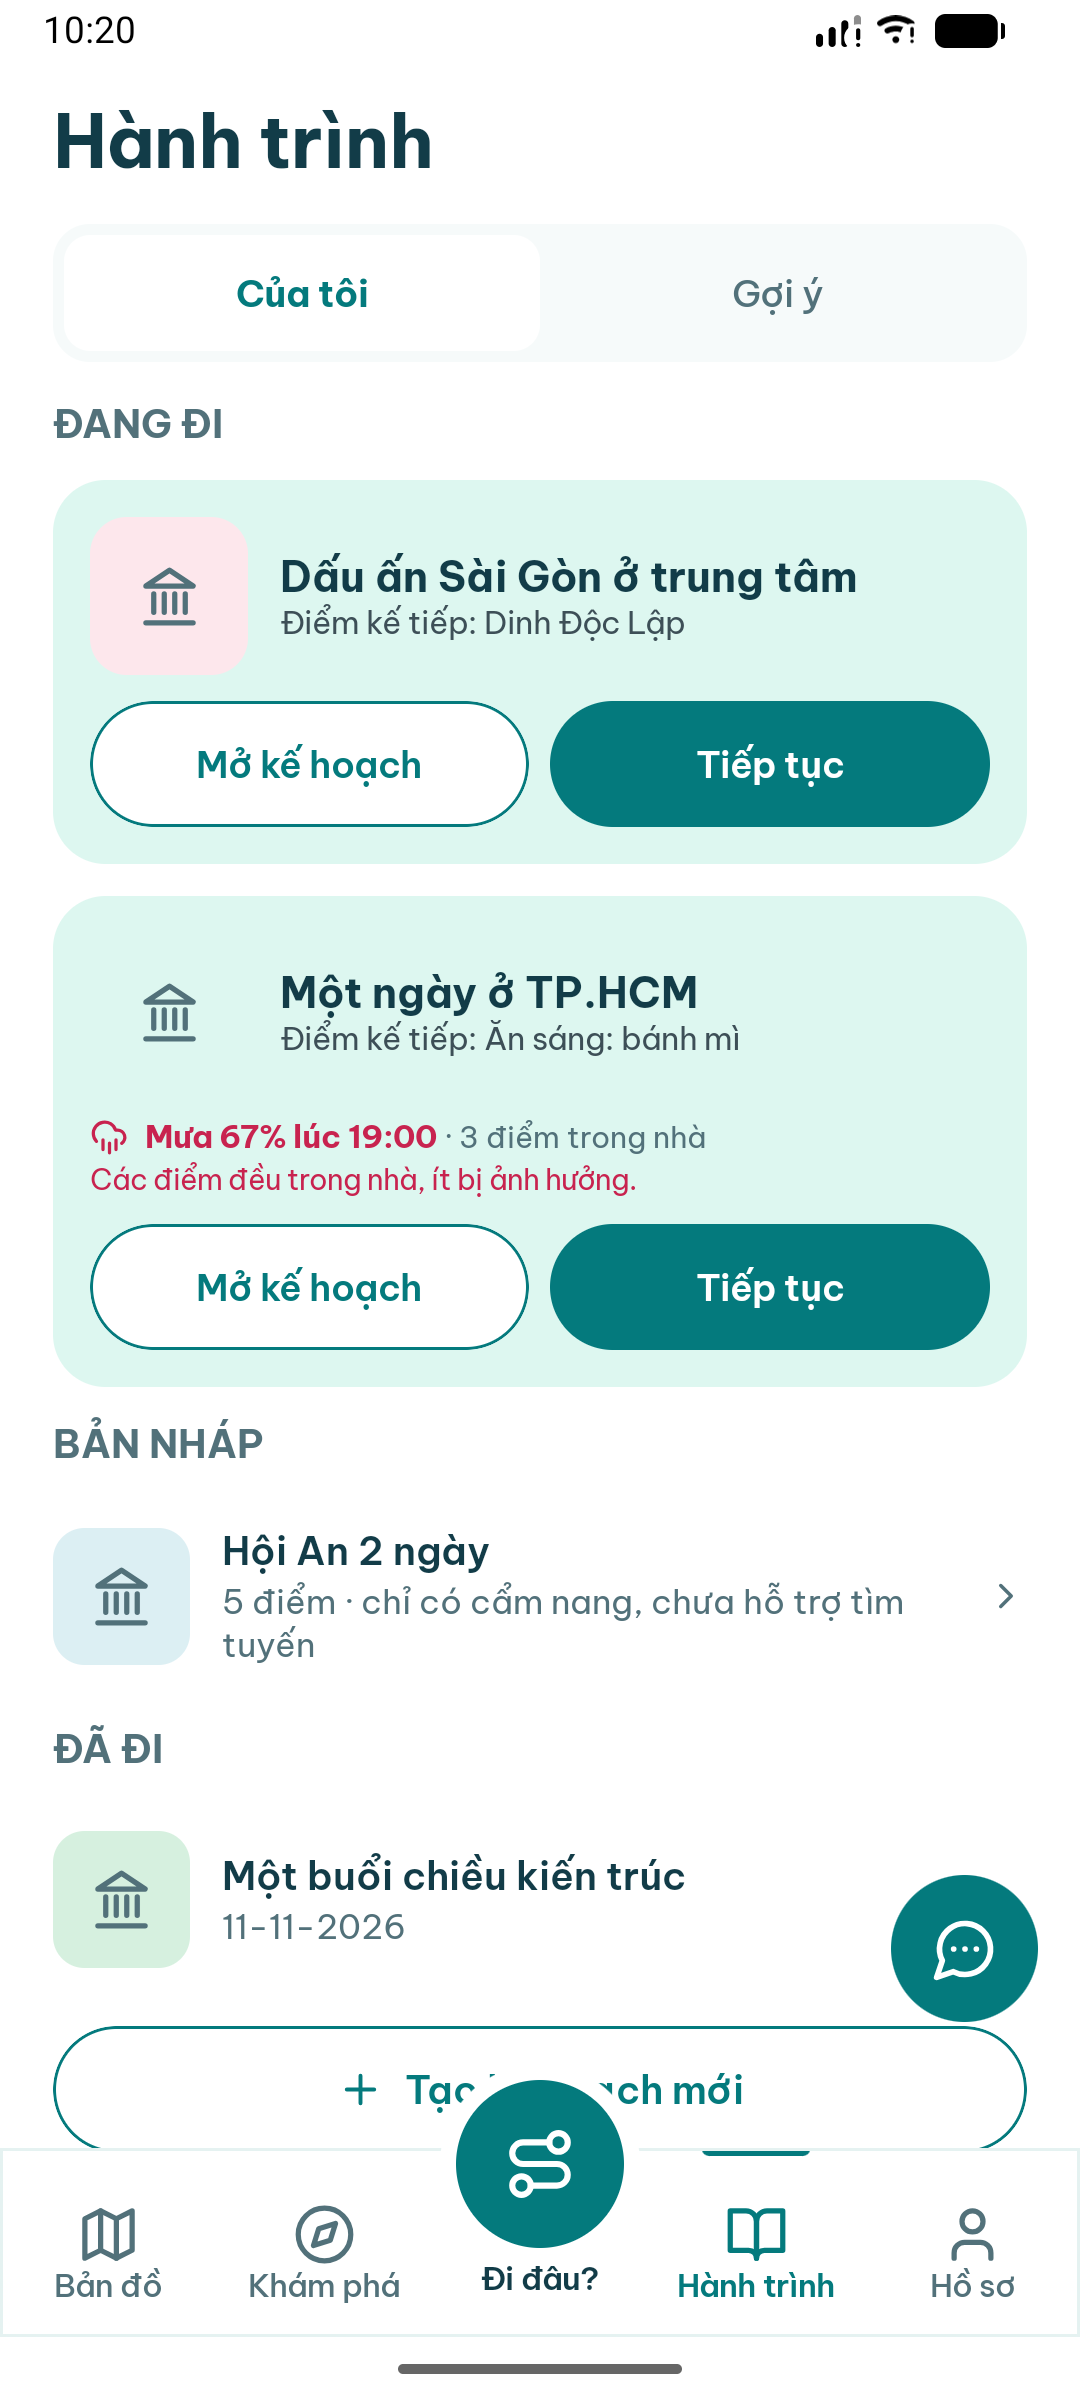 10:20
Hành trình
Của tôi
Gợi ý
ĐANG ĐI
Dấu ấn Sài Gòn ở trung tâm
Điểm kế tiếp: Dinh Độc Lập
Mở kế hoạch
Tiếp tục
Một ngày ở TP.HCM
Điểm kế tiếp: Ăn sáng: bánh mì
Mưa 67% lúc 19:00 · 3 điểm trong nhà
Các điểm đều trong nhà, ít bị ảnh hưởng.
Mở kế hoạch
Tiếp tục
BẢN NHÁP
Hội An 2 ngày
5 điểm · chỉ có cẩm nang, chưa hỗ trợ tìm
tuyến
ĐÃ ĐI
Một buổi chiều kiến trúc
11-11-2026
Tạo mới
Bản đồ
Khám phá
Đi đâu?
Hành trình
Hồ sơ